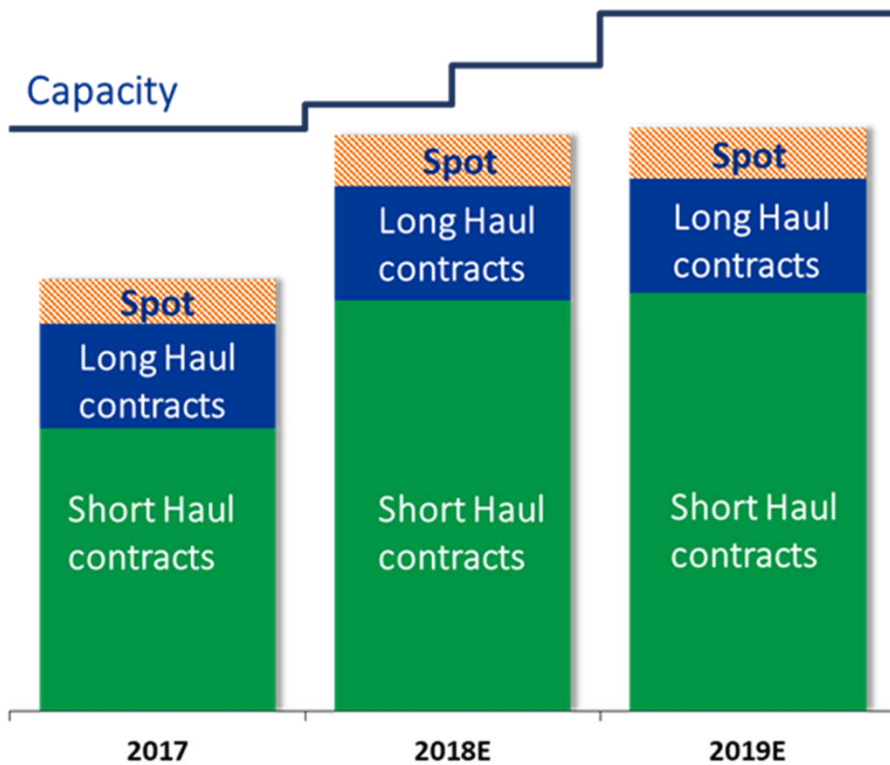 Capacity
Spot
Long Haul
contracts
Short Haul
contracts
Spot
Long Haul
contracts
Short Haul
contracts
Spot
Long Haul
contracts
Short Haul
contracts
2017
2018E
2019E